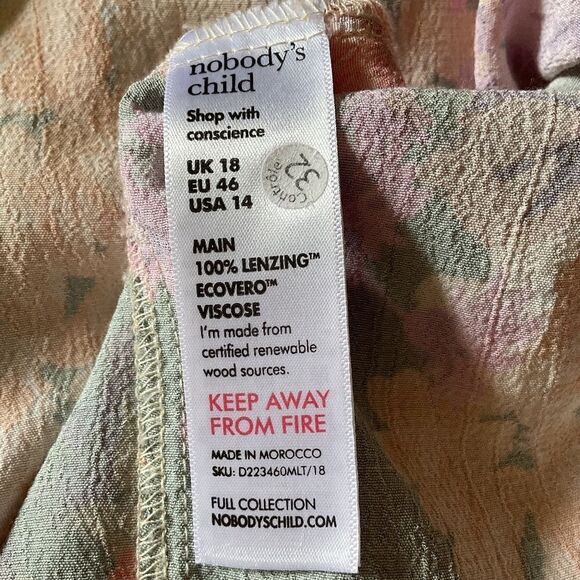 nobody's
child
Shop with
conscience
UK 18
EU 46
USA 14
Contrôle
32
MAIN
100% LENZING™
ECOVERO™
VISCOSE
I'm made from
certified renewable
wood sources.
KEEP AWAY
FROM FIRE
MADE IN MOROCCO
SKU: D223460MLT/18
FULL COLLECTION
NOBODYSCHILD.COM